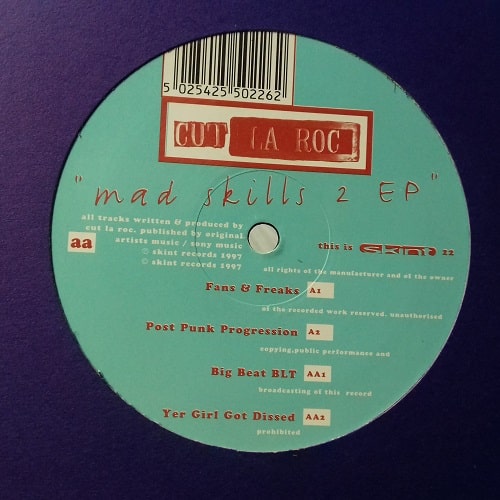 5 025425 502262
CUT LA ROC
" mad skills 2 EP "
all tracks written & produced by
cut la roc. published by original
artists music / sony music
© skint records 1997
© skint records 1997
aa
this is skint 22
all rights of the manufacturer and of the owner
Fans & Freaks A1
of the recorded work reserved. unauthorised
Post Punk Progression A2
copying,public performance and
Big Beat BLT AA1
broadcasting of this record
Yer Girl Got Dissed AA2
prohibited